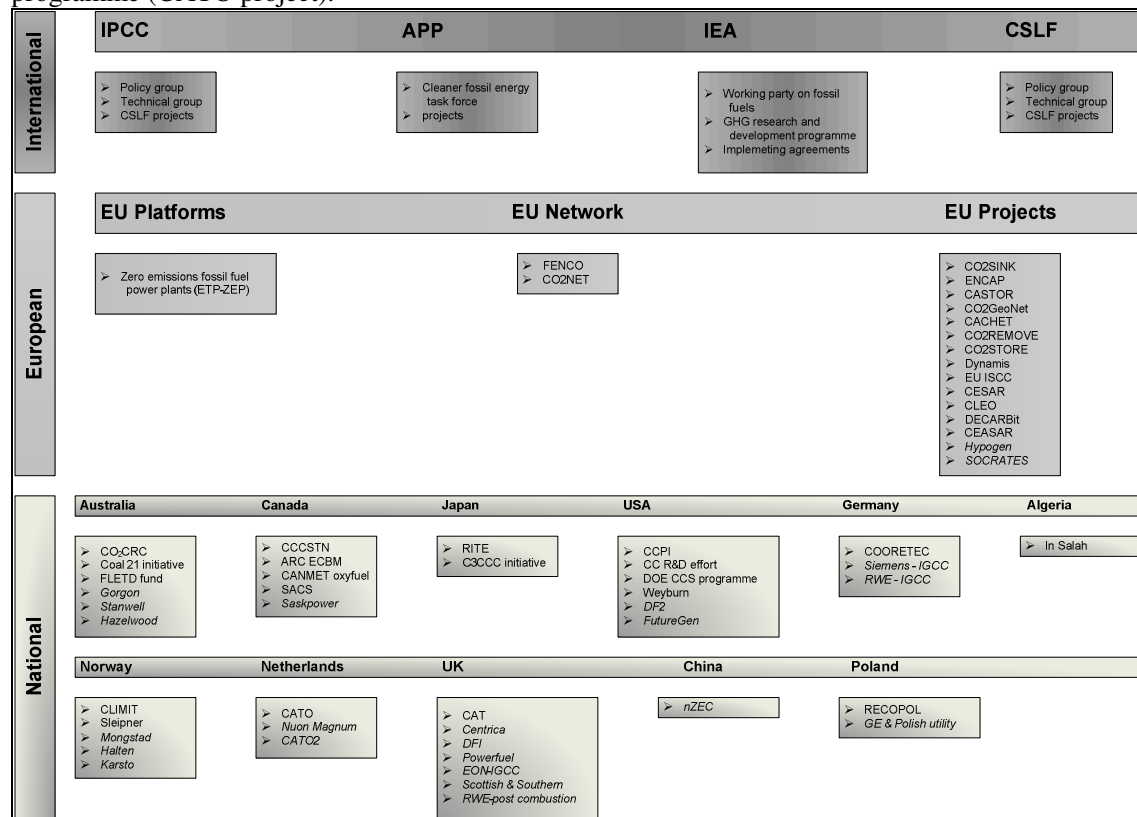 programme (CATO project).
International
IPCC
APP
IEA
CSLF
➢ Policy group
➢ Technical group
➢ CSLF projects
➢ Cleaner fossil energy
task force
➢ projects
➢ Working party on fossil
fuels
➢ GHG research and
development programme
➢ Implemeting agreements
➢ Policy group
➢ Technical group
➢ CSLF projects
European
EU Platforms
EU Network
EU Projects
➢ Zero emissions fossil fuel
power plants (ETP-ZEP)
➢ FENCO
➢ CO2NET
➢ CO2SINK
➢ ENCAP
➢ CASTOR
➢ CO2GeoNet
➢ CACHET
➢ CO2REMOVE
➢ CO2STORE
➢ Dynamis
➢ EU ISCC
➢ CESAR
➢ CLEO
➢ DECARBit
➢ CEASAR
➢ Hypogen
➢ SOCRATES
National
Australia
Canada
Japan
USA
Germany
Algeria
➢ CO2CRC
➢ Coal 21 initiative
➢ FLETD fund
➢ Gorgon
➢ Stanwell
➢ Hazelwood
➢ CCCSTN
➢ ARC ECBM
➢ CANMET oxyfuel
➢ SACS
➢ Saskpower
➢ RITE
➢ C3CCC initiative
➢ CCPI
➢ CC R&D effort
➢ DOE CCS programme
➢ Weyburn
➢ DF2
➢ FutureGen
➢ COORETEC
➢ Siemens - IGCC
➢ RWE - IGCC
➢ In Salah
Norway
Netherlands
UK
China
Poland
➢ CLIMIT
➢ Sleipner
➢ Mongstad
➢ Halten
➢ Karsto
➢ CATO
➢ Nuon Magnum
➢ CATO2
➢ CAT
➢ Centrica
➢ DFI
➢ Powerfuel
➢ EON-IGCC
➢ Scottish & Southern
➢ RWE-post combustion
➢ nZEC
➢ RECOPOL
➢ GE & Polish utility